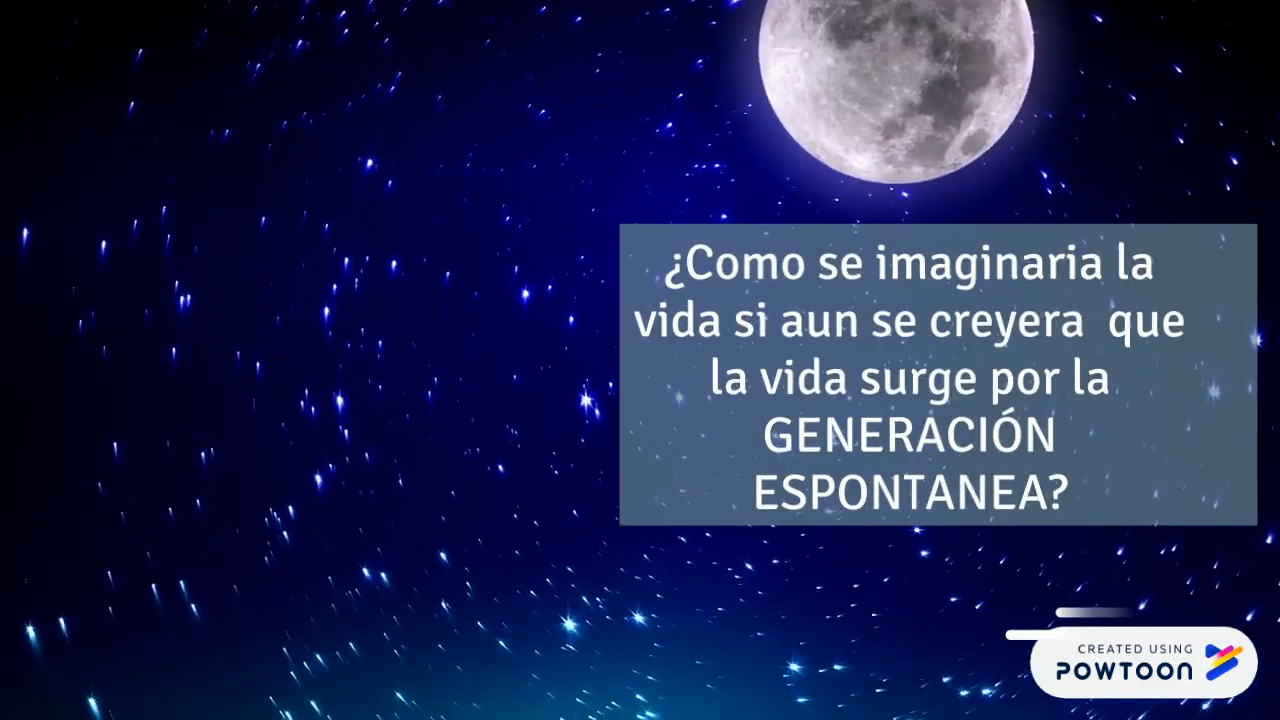 ¿Como se imaginaria la
vida si aun se creyera  que
la vida surge por la
GENERACIÓN
ESPONTANEA?
CREATED USING
POWTOON